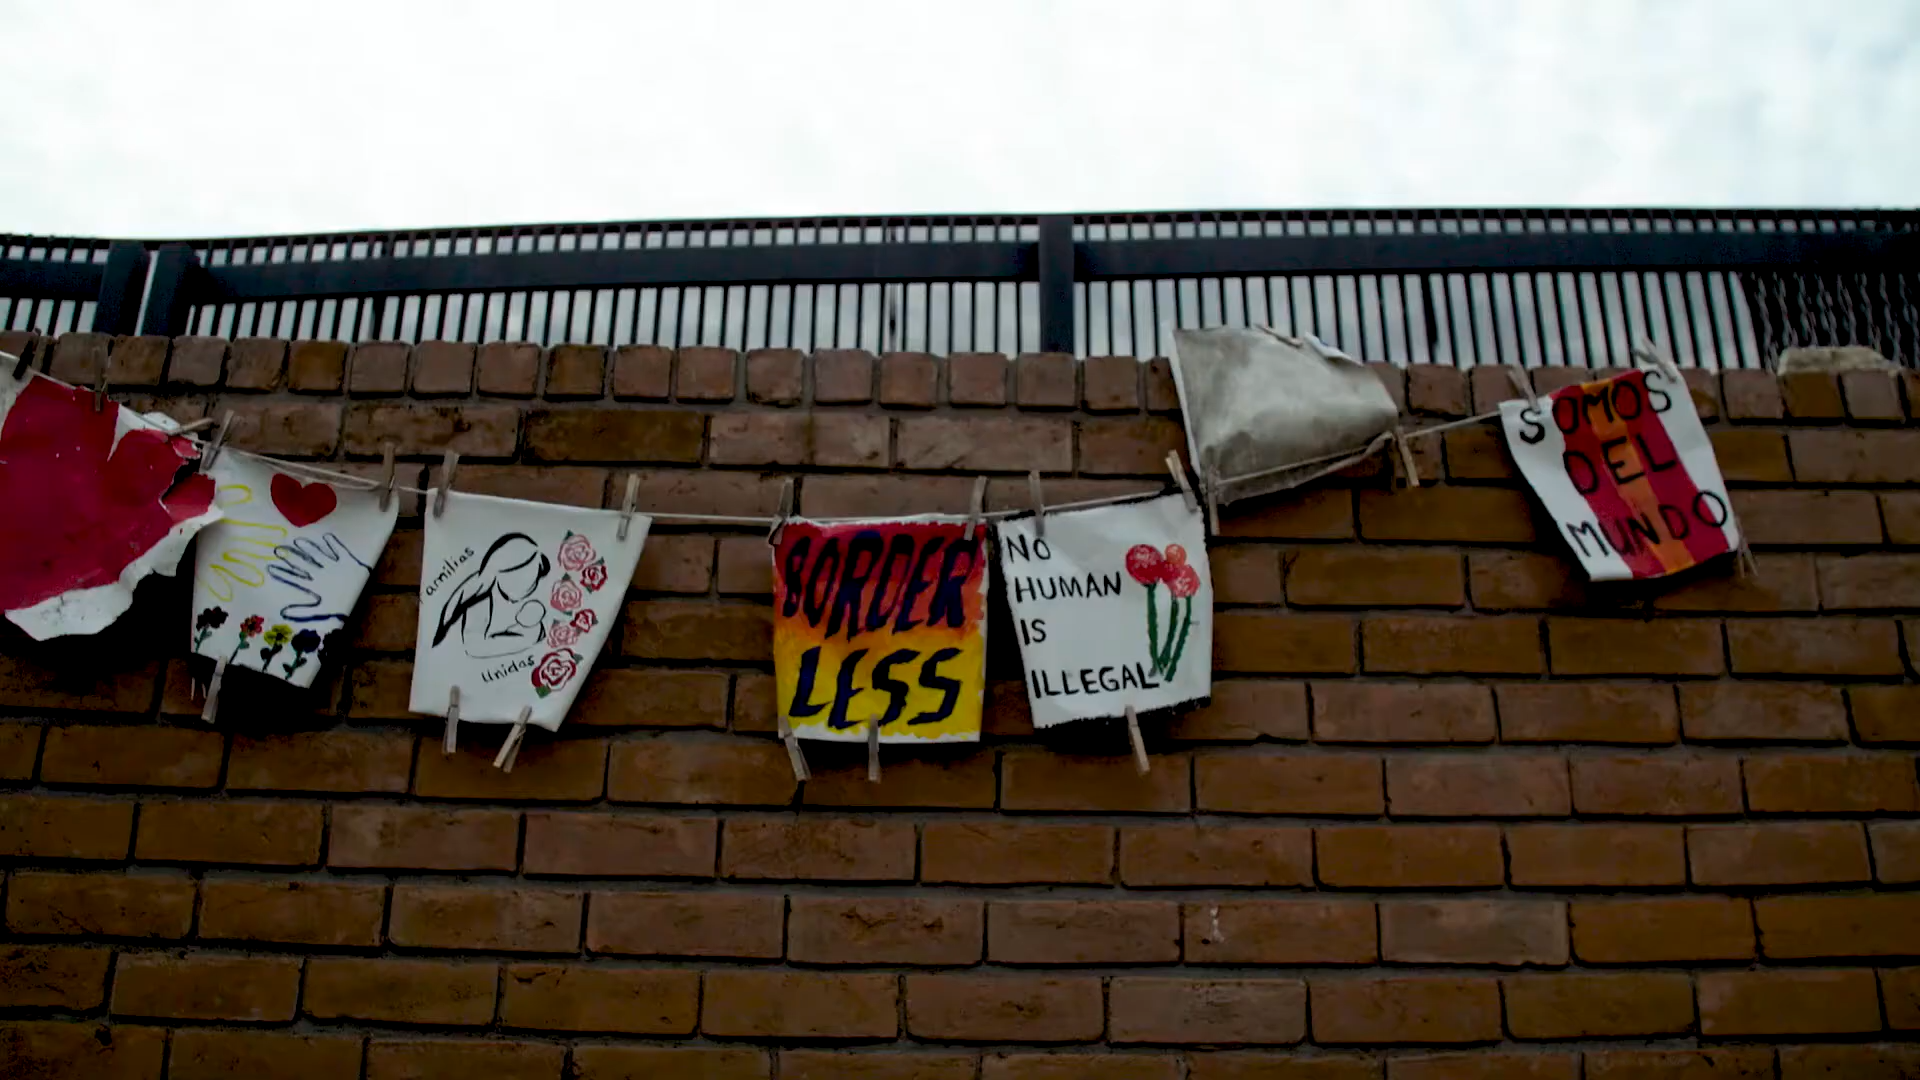 Familias
Unidas
BORDER
LESS
NO
HUMAN
IS
ILLEGAL
SOMOS
DEL
MUNDO